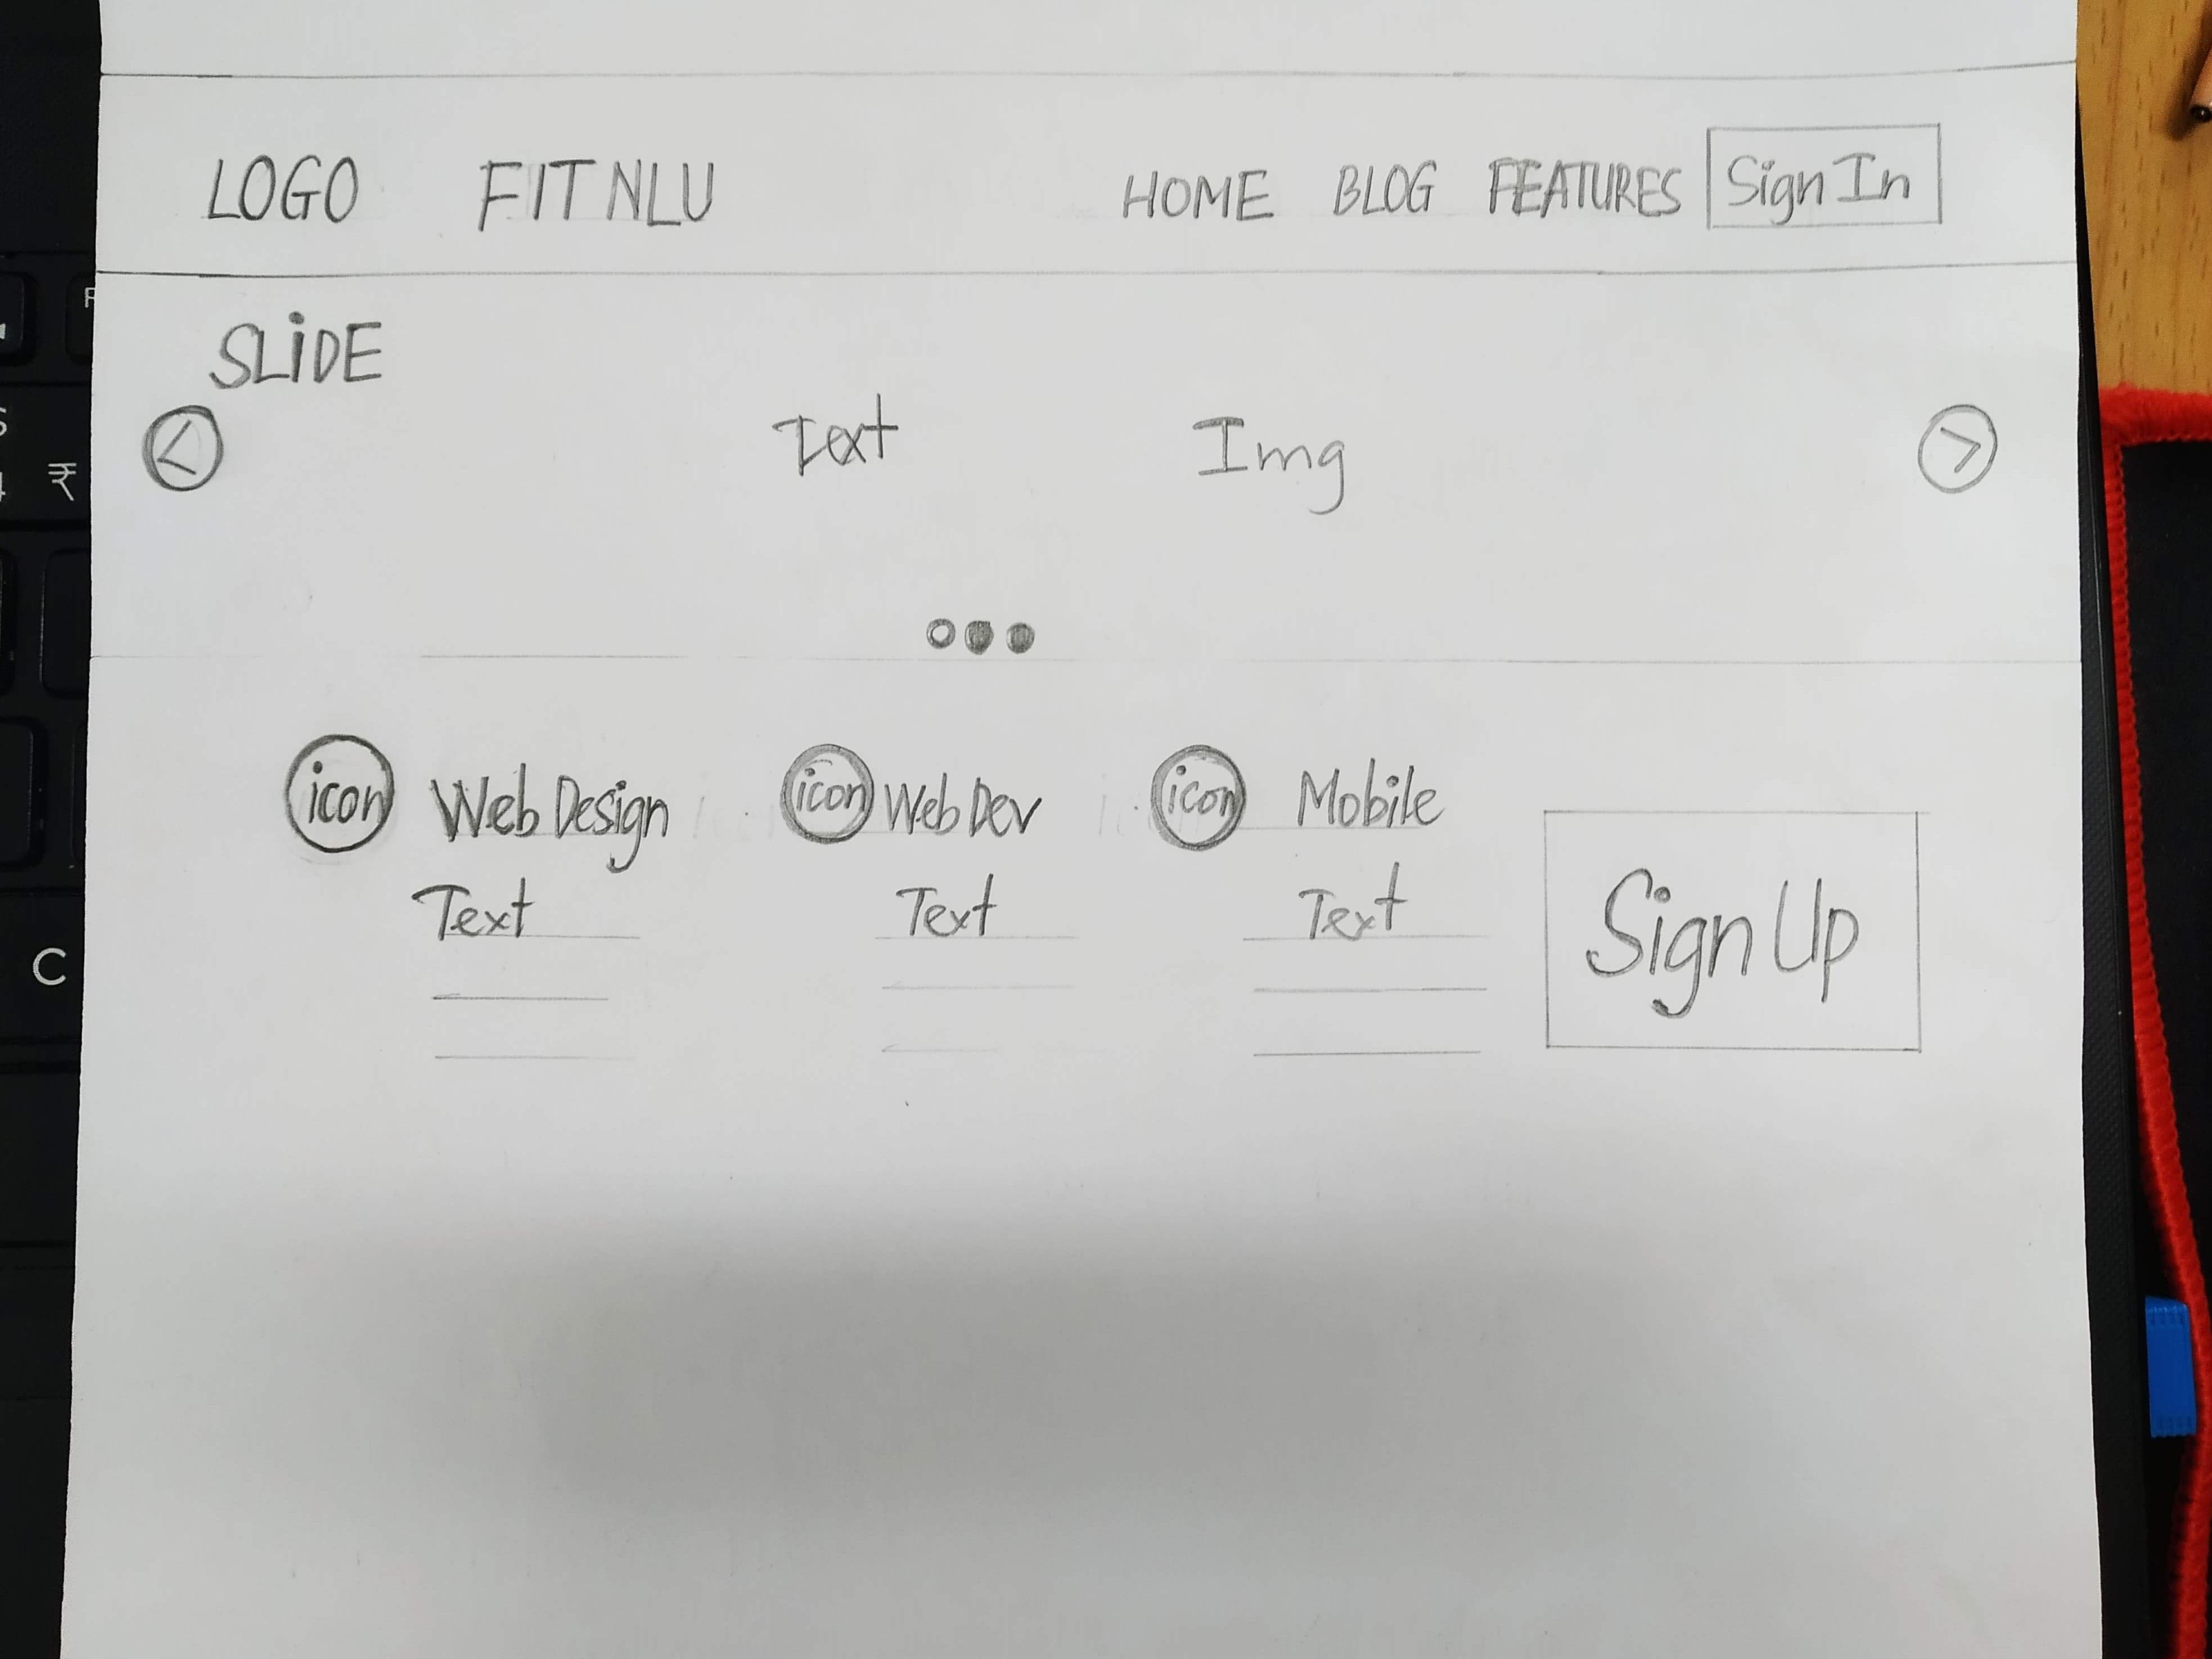 LOGO FIT NLU HOME BLOG FEATURES Sign In
SLiDE
< Text Img >
icon Web Design icon Web Dev icon Mobile
Text Text Text Sign Up
₹
C